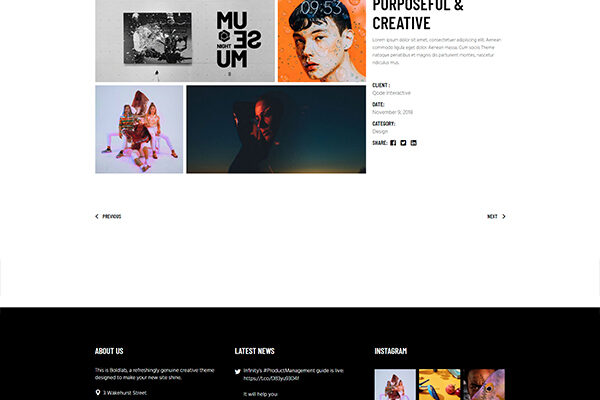 MU
SE
NIGHT
UM
09:53
PURPOSEFUL &
CREATIVE
Lorem ipsum dolor sit amet, consectetuer adipiscing elit. Aenean
commodo ligula eget dolor. Aenean massa. Cum sociis Theme
natoque penatibus et magnis dis parturient montes, nascetur
ridiculus mus.
CLIENT :
Qode Interactive
DATE:
November 9, 2018
CATEGORY:
Design
SHARE:
PREVIOUS
NEXT
ABOUT US
This is Boldlab, a refreshingly genuine creative theme
designed to make your new site shine.
3 Wakehurst Street
LATEST NEWS
Infinity's #ProductManagement guide is live:
It will help you:
INSTAGRAM